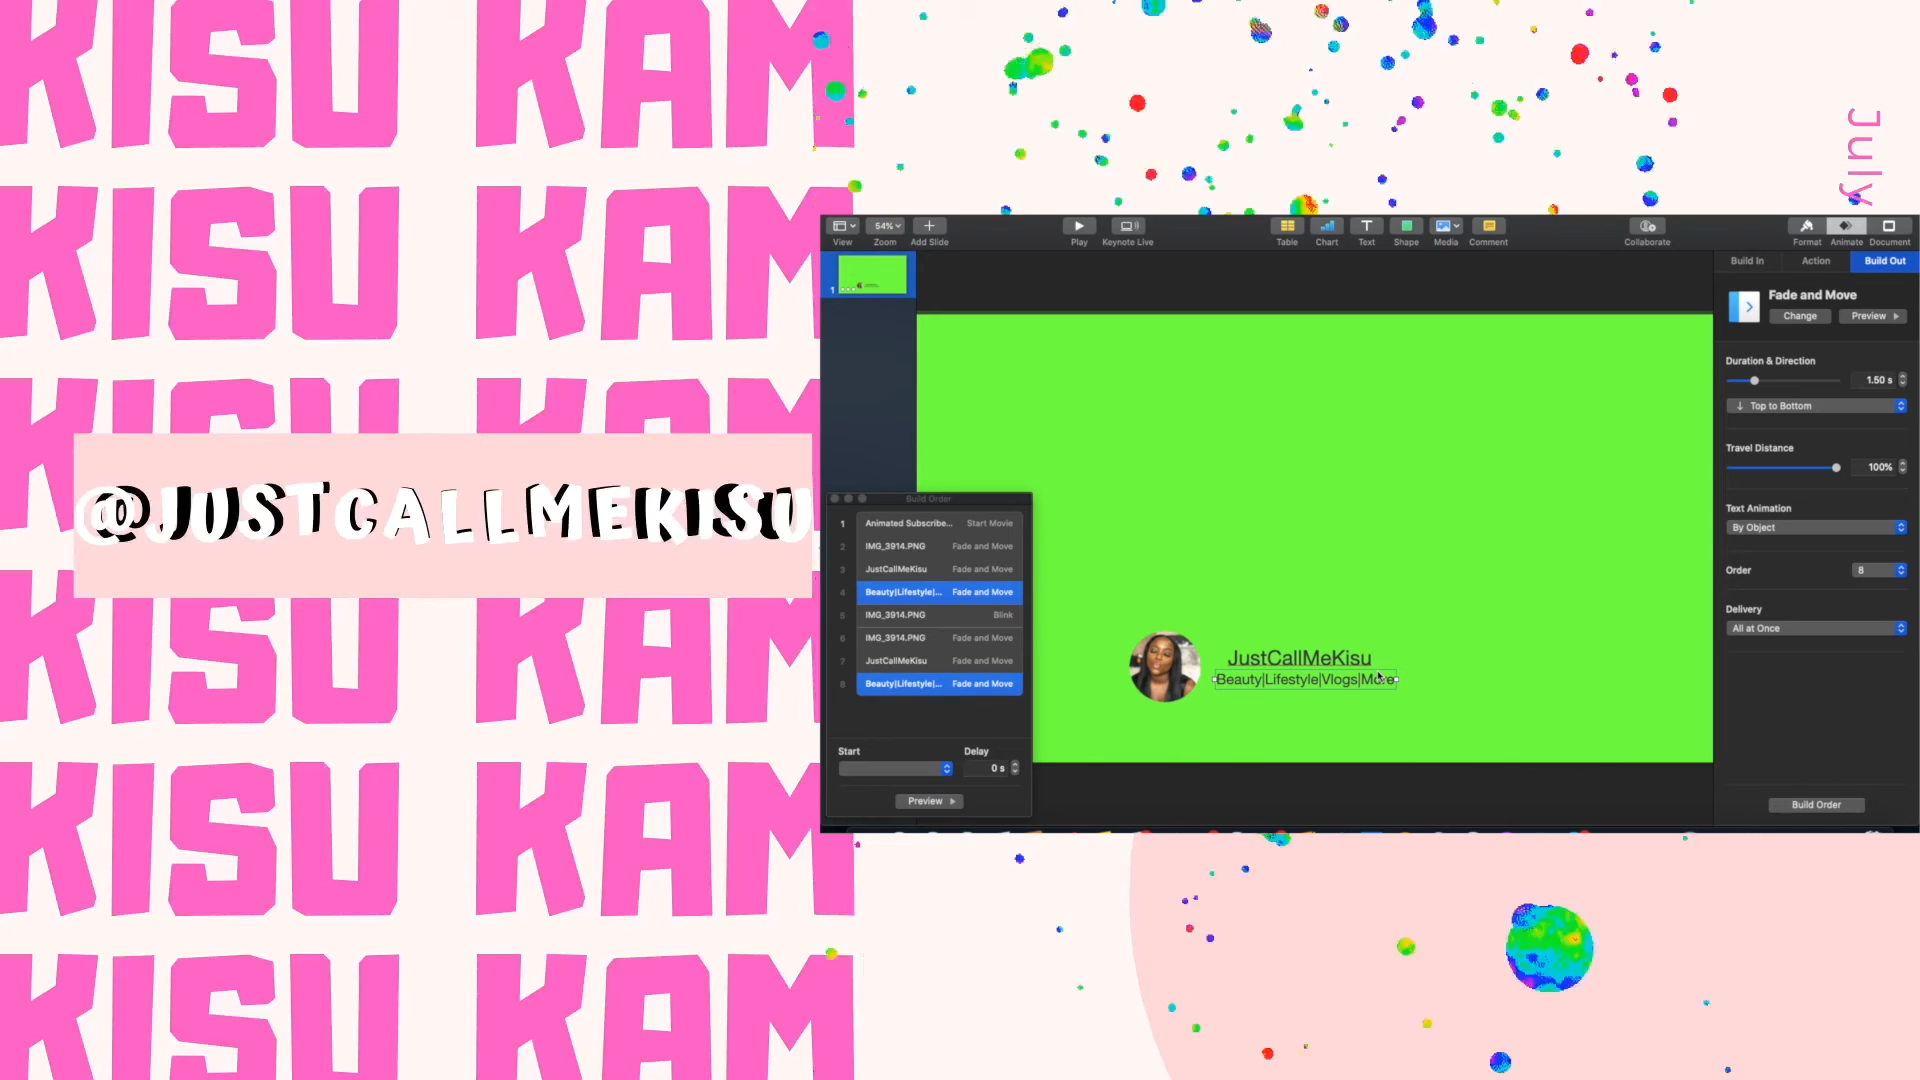 KISU KAM
KISU KAM
KISU KAM
KISU KAM
KISU KAM
KISU KAM
@JUSTCALLMEKISU
July
54%
View
Zoom
Add Slide
Play
Keynote Live
Table
Chart
Text
Shape
Media
Comment
Collaborate
Format
Animate
Document
1
Build In
Action
Build Out
Fade and Move
Change
Preview
Duration & Direction
1.50 s
Top to Bottom
Travel Distance
100%
Text Animation
By Object
Order
8
Delivery
All at Once
Build Order
Build Order
1 Animated Subscribe... Start Movie
2 IMG_3914.PNG Fade and Move
3 JustCallMeKisu Fade and Move
4 Beauty|Lifestyle|... Fade and Move
5 IMG_3914.PNG Blink
6 IMG_3914.PNG Fade and Move
7 JustCallMeKisu Fade and Move
8 Beauty|Lifestyle|... Fade and Move
Start
Delay
0 s
Preview
JustCallMeKisu
Beauty|Lifestyle|Vlogs|More